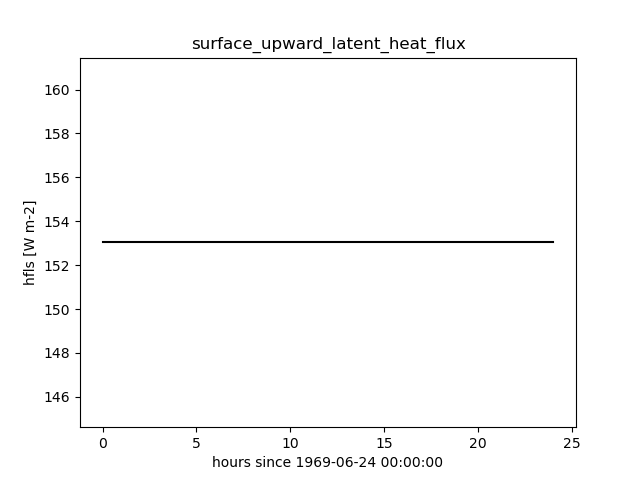 surface_upward_latent_heat_flux
160
158
156
154
152
150
148
146
hfls [W m-2]
0 5 10 15 20 25
hours since 1969-06-24 00:00:00